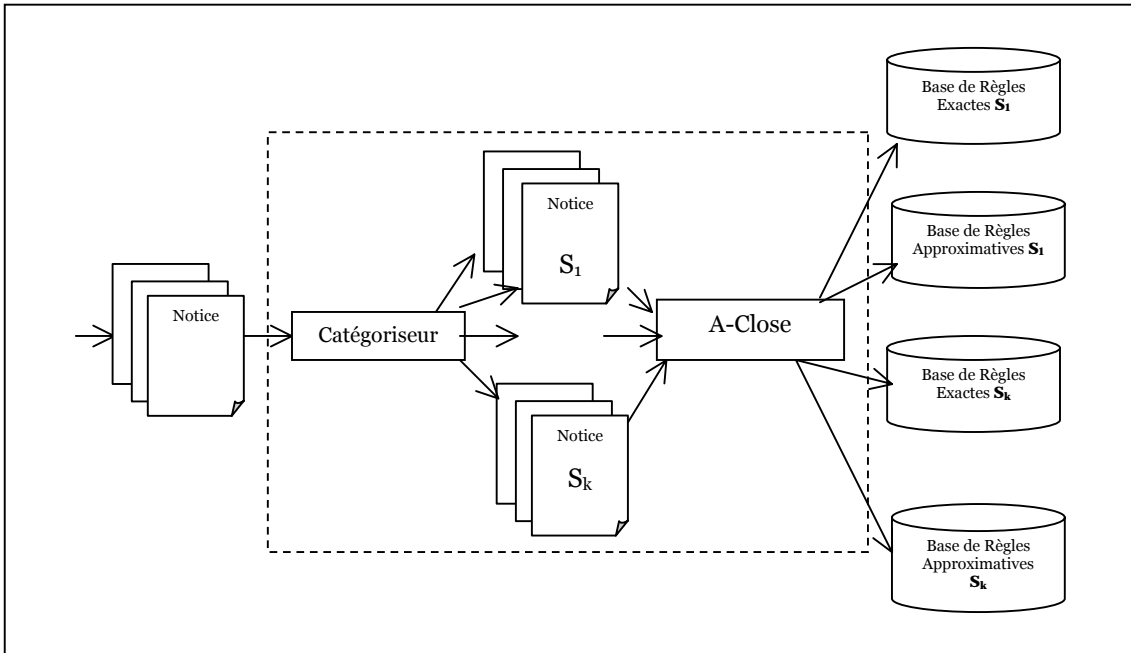 Notice
Catégoriseur
Notice
S₁
Notice
Sₖ
A-Close
Base de Règles
Exactes S₁
Base de Règles
Approximatives S₁
Base de Règles
Exactes Sₖ
Base de Règles
Approximatives
Sₖ